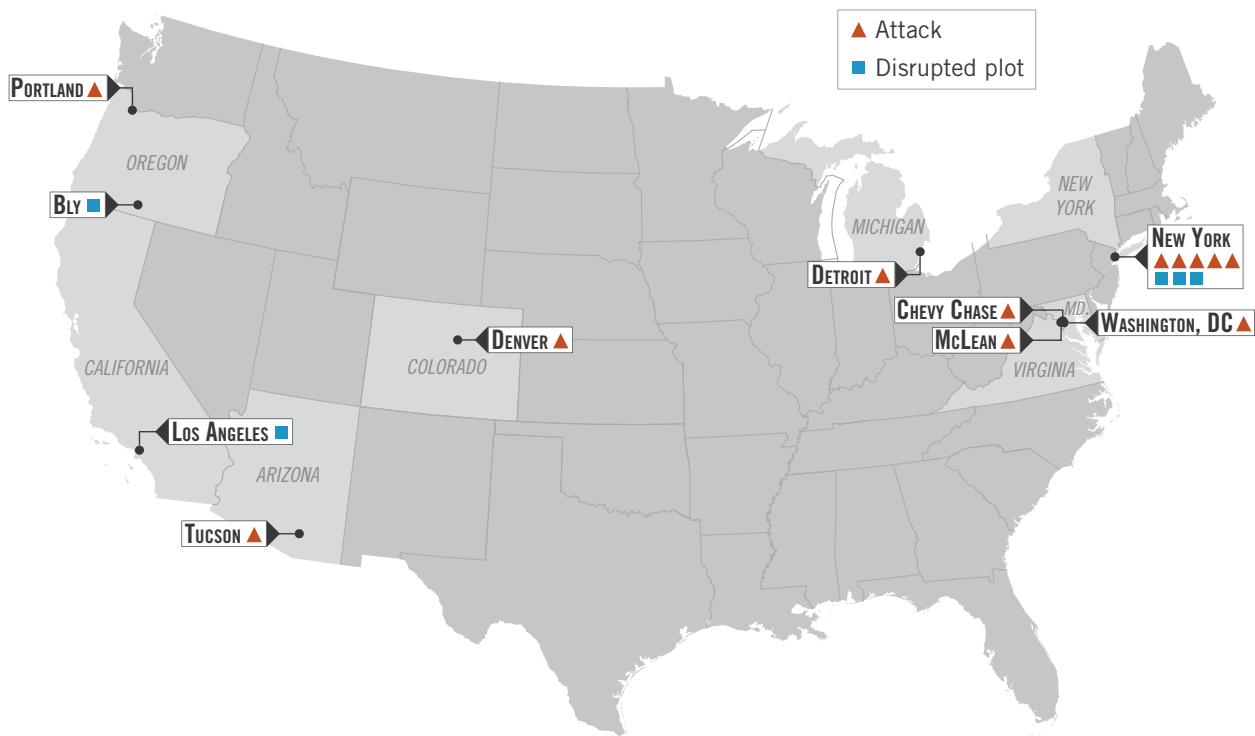 Attack
Disrupted plot
PORTLAND
OREGON
BLY
NEW
YORK
MICHIGAN
NEW YORK
DETROIT
CHEVY CHASE
MD.
WASHINGTON, DC
MCLEAN
DENVER
COLORADO
VIRGINIA
CALIFORNIA
LOS ANGELES
ARIZONA
TUCSON